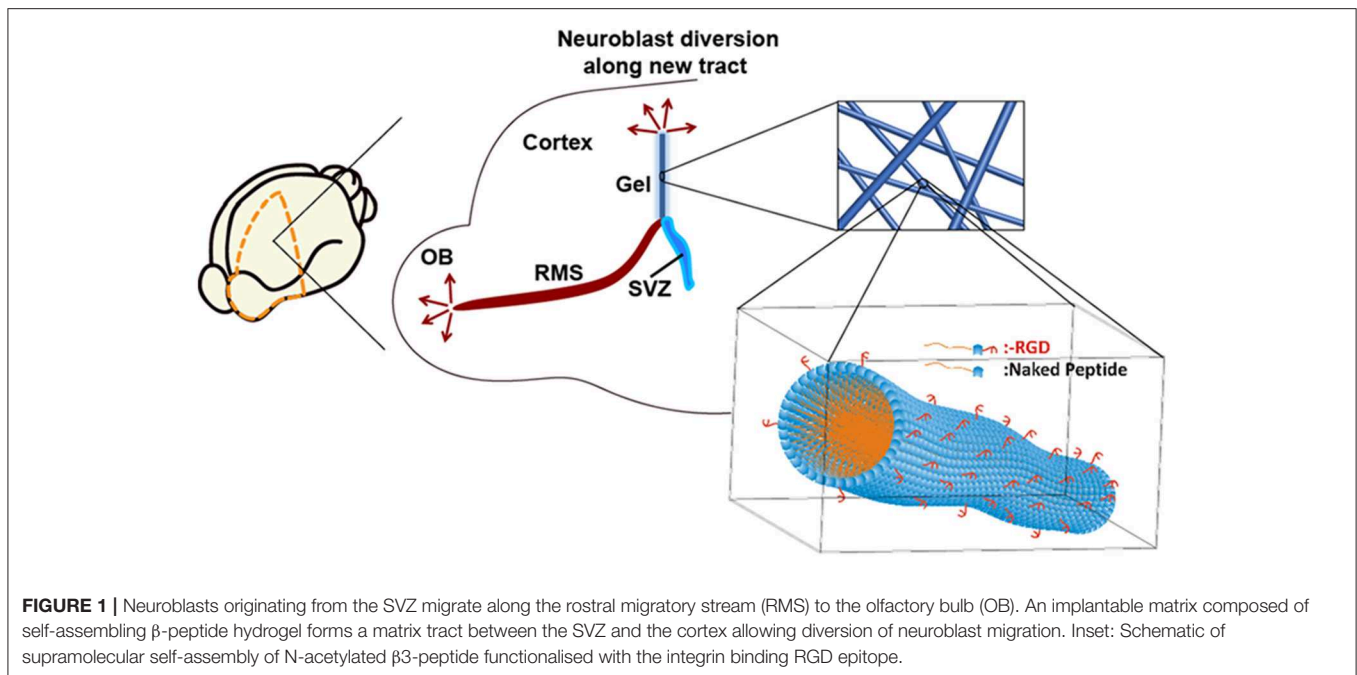 Neuroblast diversion
along new tract
Cortex
Gel
OB
RMS
SVZ
:-RGD
:Naked Peptide
FIGURE 1 | Neuroblasts originating from the SVZ migrate along the rostral migratory stream (RMS) to the olfactory bulb (OB). An implantable matrix composed of
self-assembling β-peptide hydrogel forms a matrix tract between the SVZ and the cortex allowing diversion of neuroblast migration. Inset: Schematic of
supramolecular self-assembly of N-acetylated β3-peptide functionalised with the integrin binding RGD epitope.